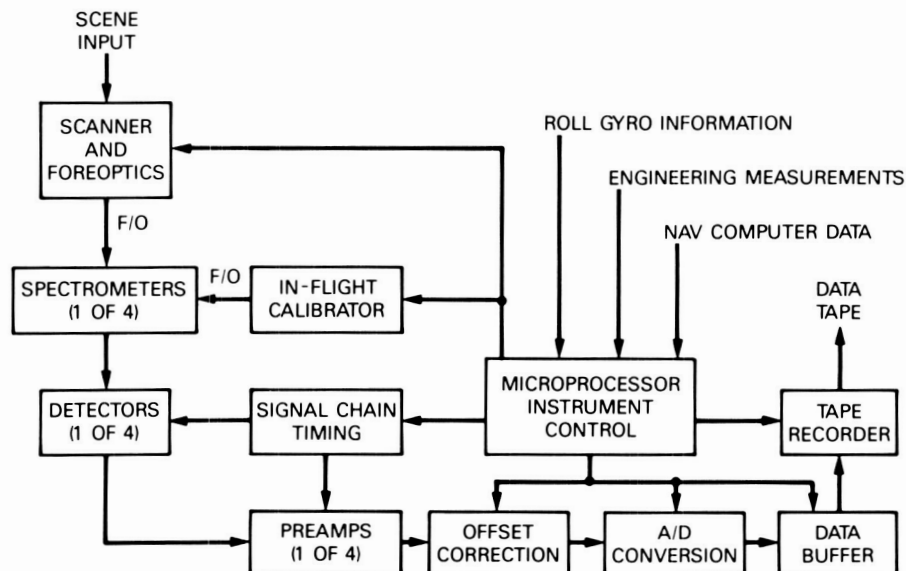 SCENE
INPUT
SCANNER
AND
FOREOPTICS
ROLL GYRO INFORMATION
ENGINEERING MEASUREMENTS
NAV COMPUTER DATA
F/O
SPECTROMETERS
(1 OF 4)
F/O
IN-FLIGHT
CALIBRATOR
DATA
TAPE
DETECTORS
(1 OF 4)
SIGNAL CHAIN
TIMING
MICROPROCESSOR
INSTRUMENT
CONTROL
TAPE
RECORDER
PREAMPS
(1 OF 4)
OFFSET
CORRECTION
A/D
CONVERSION
DATA
BUFFER